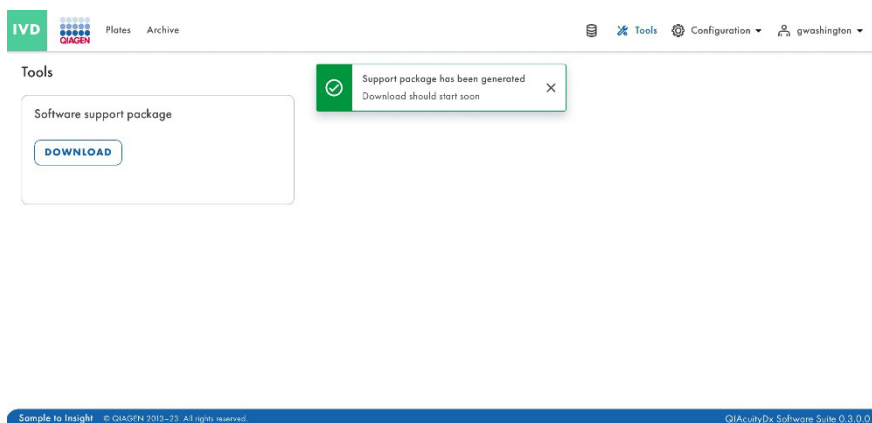 IVD
QIAGEN
Plates Archive
Tools Configuration gwashington
Tools
Support package has been generated
Download should start soon
Software support package
DOWNLOAD
Sample to Insight © QIAGEN 2013–23. All rights reserved. QIAcuityDx Software Suite 0.3.0.0